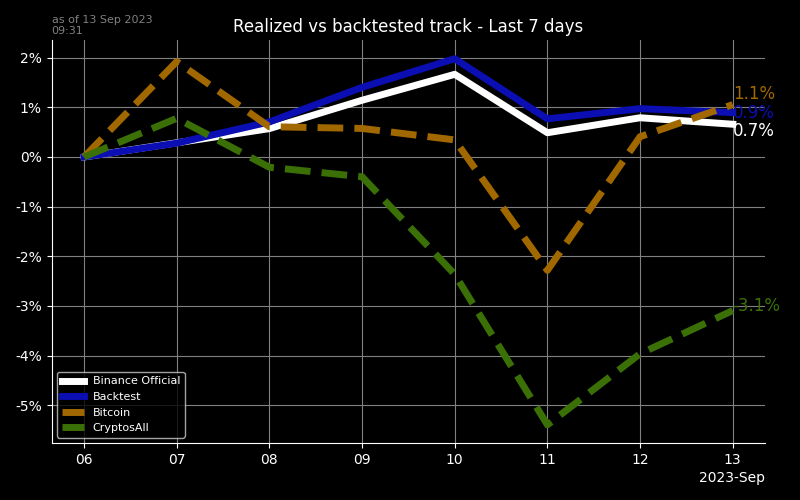 as of 13 Sep 2023
09:31
Realized vs backtested track - Last 7 days
2%
1%
0%
-1%
-2%
-3%
-4%
-5%
1.1%
0.9%
0.7%
-3.1%
Binance Official
Backtest
Bitcoin
CryptosAll
06 07 08 09 10 11 12 13
2023-Sep